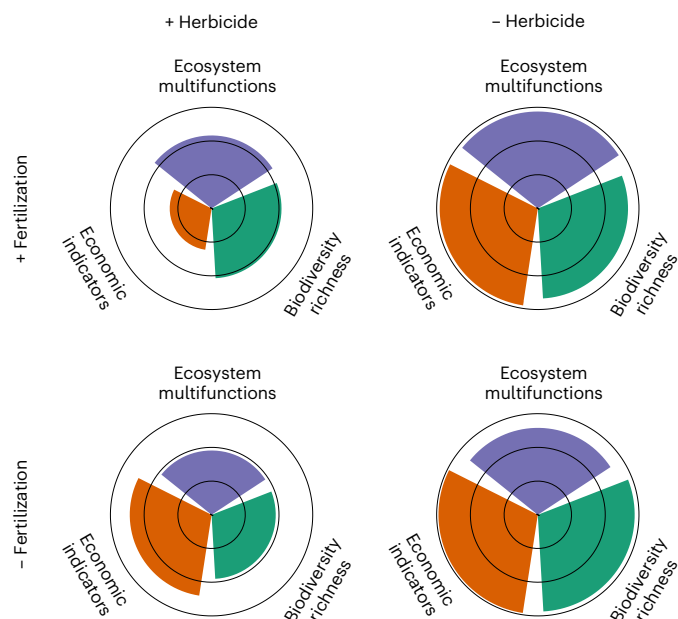 + Herbicide
– Herbicide
+ Fertilization
Ecosystem
multifunctions
Economic
indicators
Biodiversity
richness
Ecosystem
multifunctions
Economic
indicators
Biodiversity
richness
– Fertilization
Ecosystem
multifunctions
Economic
indicators
Biodiversity
richness
Ecosystem
multifunctions
Economic
indicators
Biodiversity
richness